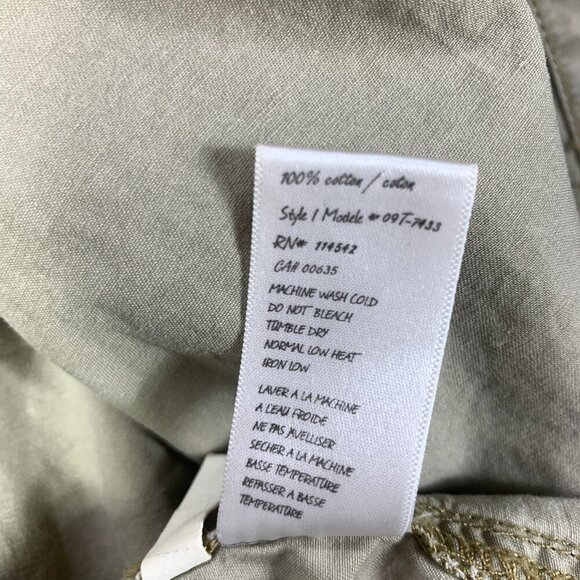 100% cotton / coton
Style / Modele # 09T-7433
RN# 114542
CA# 00635
MACHINE WASH COLD
DO NOT BLEACH
TUMBLE DRY
NORMAL LOW HEAT
IRON LOW
LAVER A LA MACHINE
A LEAU FROIDE
NE PAS JAVELLISER
SECHER A LA MACHINE
BASSE TEMPERATURE
REPASSER A BASSE
TEMPERATURE